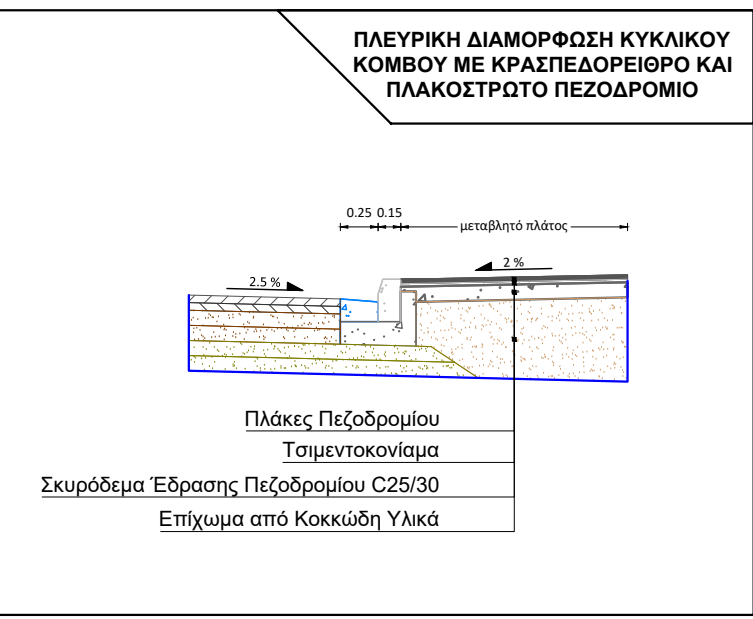 ΠΛΕΥΡΙΚΗ ΔΙΑΜΟΡΦΩΣΗ ΚΥΚΛΙΚΟΥ
ΚΟΜΒΟΥ ΜΕ ΚΡΑΣΠΕΔΟΡΕΙΘΡΟ ΚΑΙ
ΠΛΑΚΟΣΤΡΩΤΟ ΠΕΖΟΔΡΟΜΙΟ
0.25 0.15
μεταβλητό πλάτος
2 %
2.5 %
Πλάκες Πεζοδρομίου
Τσιμεντοκονίαμα
Σκυρόδεμα Έδρασης Πεζοδρομίου C25/30
Επίχωμα από Κοκκώδη Υλικά